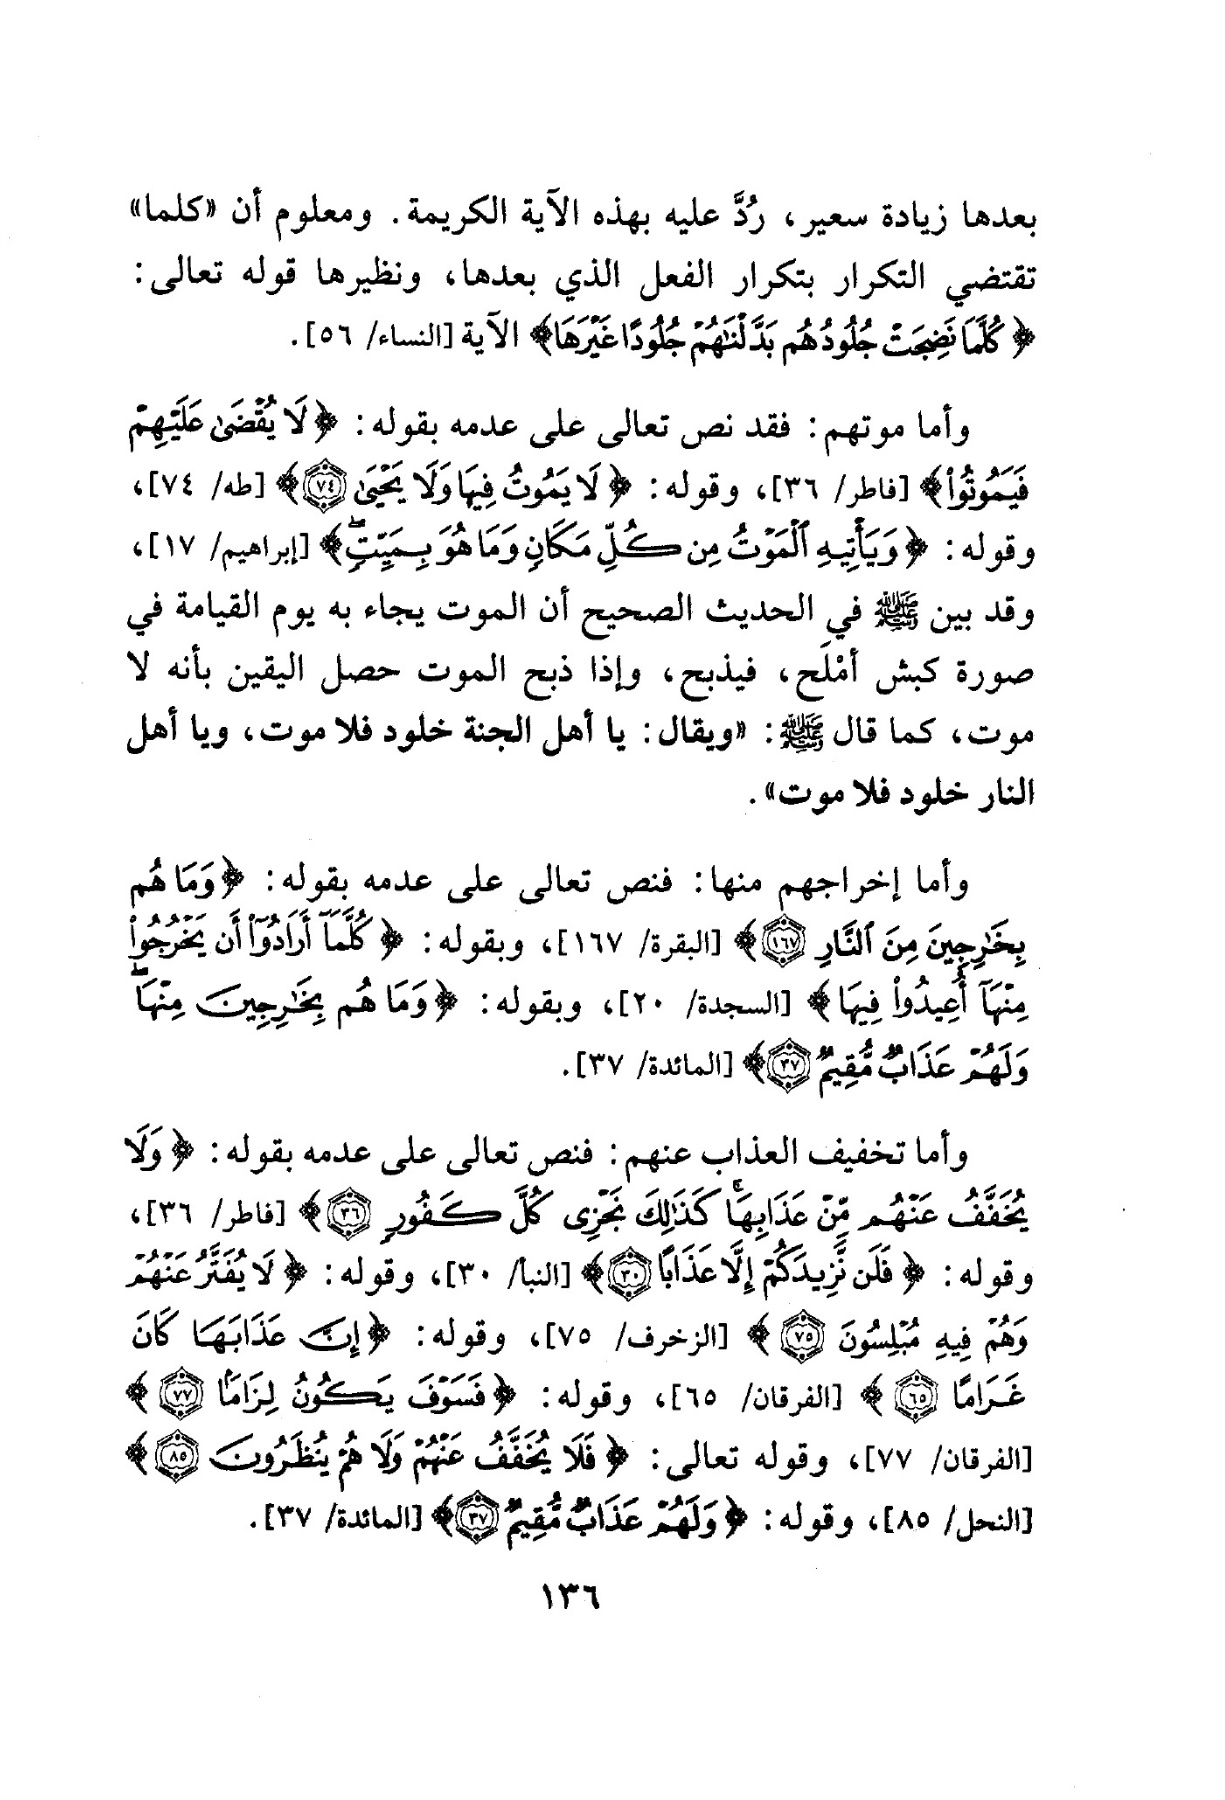 بعدها زيادة سعير، رُدَّ عليه بهذه الآية الكريمة. ومعلوم أن «كلما»
تقتضي التكرار بتكرار الفعل الذي بعدها، ونظيرها قوله تعالى:
﴿كُلَّمَا نَضِجَتْ جُلُودُهُم بَدَّلْنَٰهُمْ جُلُودًا غَيْرَهَا﴾ الآية [النساء/ ٥٦].
وأما موتهم: فقد نص تعالى على عدمه بقوله: ﴿لَا يُقْضَىٰ عَلَيْهِمْ
فَيَمُوتُوا۟﴾ [فاطر/ ٣٦]، وقوله: ﴿لَا يَمُوتُ فِيهَا وَلَا يَحْيَىٰ ٧٤﴾ [طه/ ٧٤]،
وقوله: ﴿وَيَأْتِيهِ ٱلْمَوْتُ مِن كُلِّ مَكَانٍ وَمَا هُوَ بِمَيِّتٍ ۖ﴾ [إبراهيم/ ١٧]،
وقد بين ﷺ في الحديث الصحيح أن الموت يجاء به يوم القيامة في
صورة كبش أمْلَح، فيذبح، وإذا ذبح الموت حصل اليقين بأنه لا
موت، كما قال ﷺ: «ويقال: يا أهل الجنة خلود فلا موت، ويا أهل
النار خلود فلا موت».
وأما إخراجهم منها: فنص تعالى على عدمه بقوله: ﴿وَمَا هُم
بِخَٰرِجِينَ مِنَ ٱلنَّارِ ١٦٧﴾ [البقرة/ ١٦٧]، وبقوله: ﴿كُلَّمَآ أَرَادُوٓا۟ أَن يَخْرُجُوا۟
مِنْهَآ أُعِيدُوا۟ فِيهَا﴾ [السجدة/ ٢٠]، وبقوله: ﴿وَمَا هُم بِخَٰرِجِينَ مِنْهَا ۖ
وَلَهُمْ عَذَابٌ مُّقِيمٌ ٣٧﴾ [المائدة/ ٣٧].
وأما تخفيف العذاب عنهم: فنص تعالى على عدمه بقوله: ﴿وَلَا
يُخَفَّفُ عَنْهُم مِّنْ عَذَابِهَا ۚ كَذَٰلِكَ نَجْزِى كُلَّ كَفُورٍ ٣٦﴾ [فاطر/ ٣٦]،
وقوله: ﴿فَلَن نَّزِيدَكُمْ إِلَّا عَذَابًا ٣٠﴾ [النبأ/ ٣٠]، وقوله: ﴿لَا يُفَتَّرُ عَنْهُمْ
وَهُمْ فِيهِ مُبْلِسُونَ ٧٥﴾ [الزخرف/ ٧٥]، وقوله: ﴿إِنَّ عَذَابَهَا كَانَ
غَرَامًا ٦٥﴾ [الفرقان/ ٦٥]، وقوله: ﴿فَسَوْفَ يَكُونُ لِزَامًا ٧٧﴾
[الفرقان/ ٧٧]، وقوله تعالى: ﴿فَلَا يُخَفَّفُ عَنْهُمْ وَلَا هُمْ يُنظَرُونَ ٨٥﴾
[النحل/ ٨٥]، وقوله: ﴿وَلَهُمْ عَذَابٌ مُّقِيمٌ ٣٧﴾ [المائدة/ ٣٧].
١٣٦